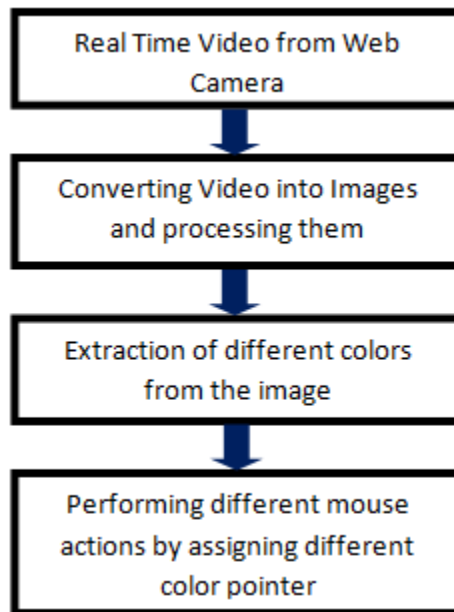 Real Time Video from Web
Camera
Converting Video into Images
and processing them
Extraction of different colors
from the image
Performing different mouse
actions by assigning different
color pointer